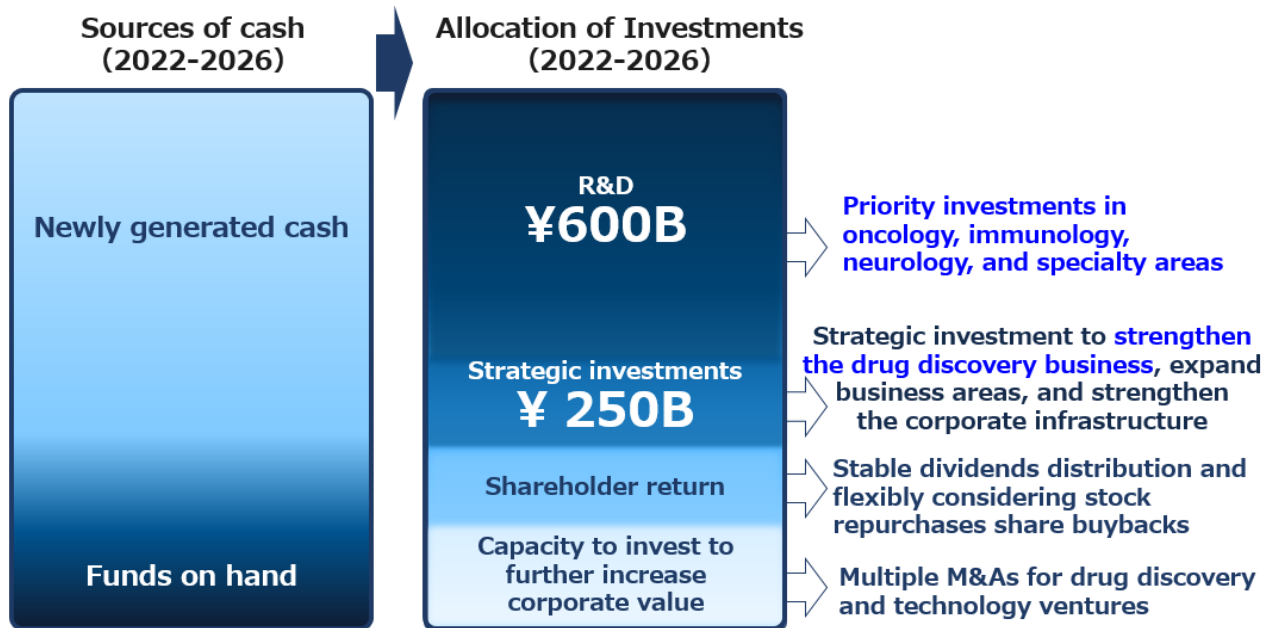 Sources of cash
(2022-2026)
Allocation of Investments
(2022-2026)
Newly generated cash
Funds on hand
R&D
¥600B
Strategic investments
¥ 250B
Shareholder return
Capacity to invest to
further increase
corporate value
Priority investments in
oncology, immunology,
neurology, and specialty areas
Strategic investment to strengthen
the drug discovery business, expand
business areas, and strengthen
the corporate infrastructure
Stable dividends distribution and
flexibly considering stock
repurchases share buybacks
Multiple M&As for drug discovery
and technology ventures